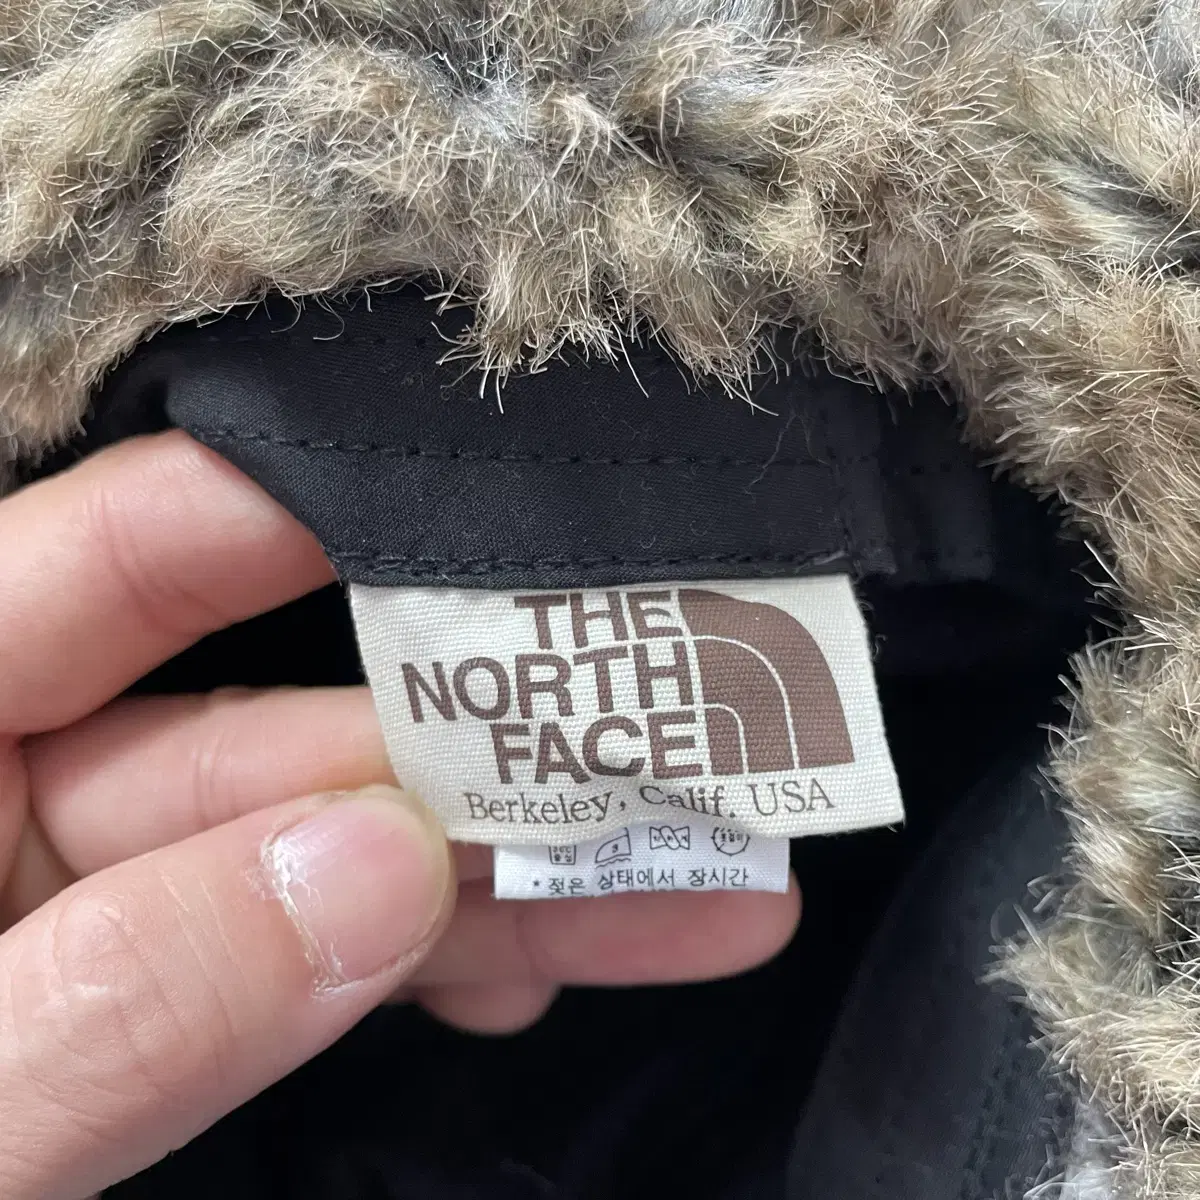 THE
NORTH
FACE
Berkeley, Calif. USA
* 젖은 상태에서 장시간